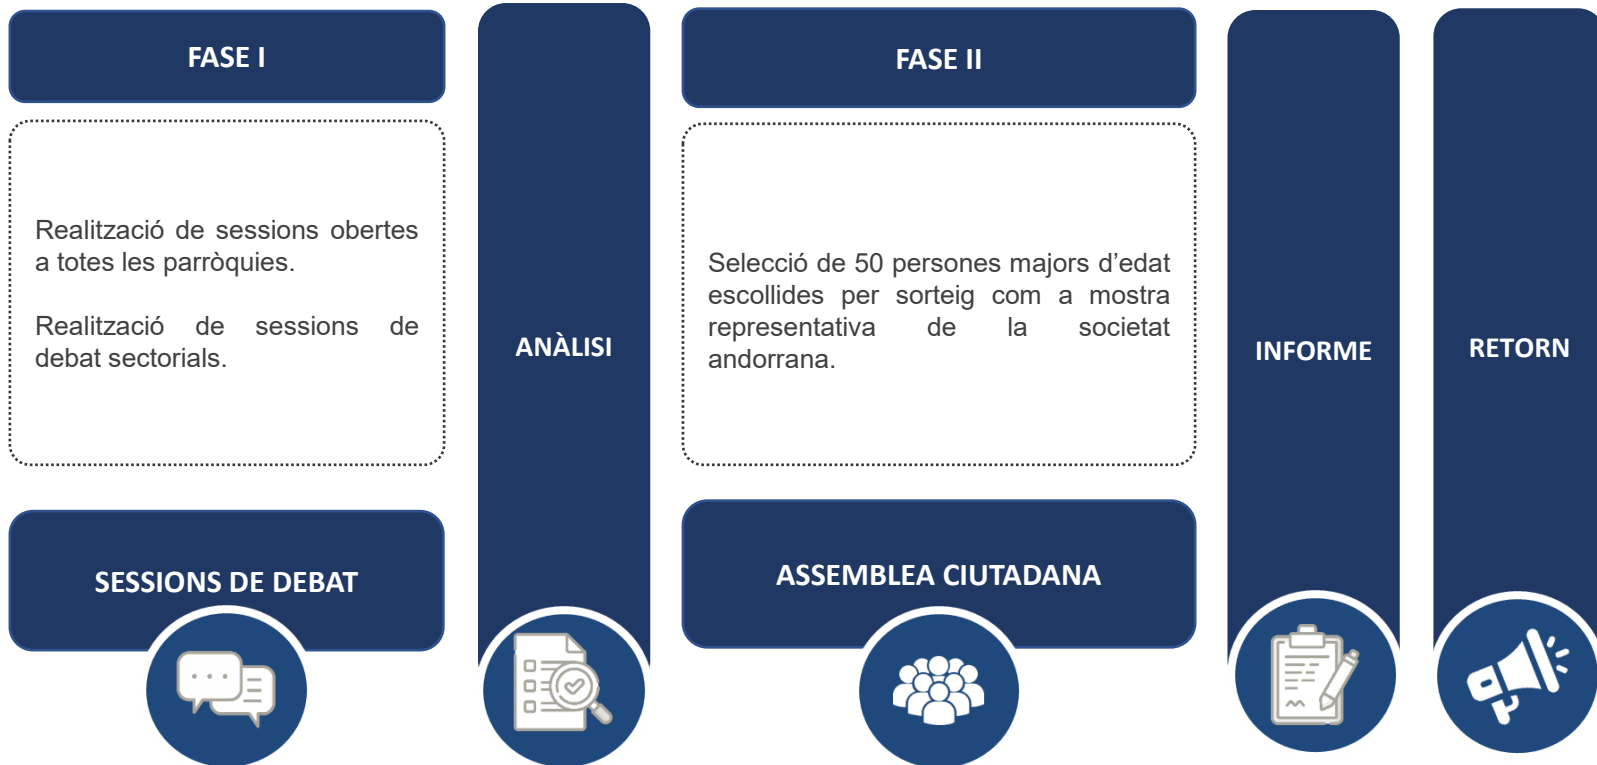 FASE I
Realització de sessions obertes
a totes les parròquies.
Realització de sessions de
debat sectorials.
SESSIONS DE DEBAT
ANÀLISI
FASE II
Selecció de 50 persones majors d’edat
escollides per sorteig com a mostra
representativa de la societat
andorrana.
ASSEMBLEA CIUTADANA
INFORME
RETORN